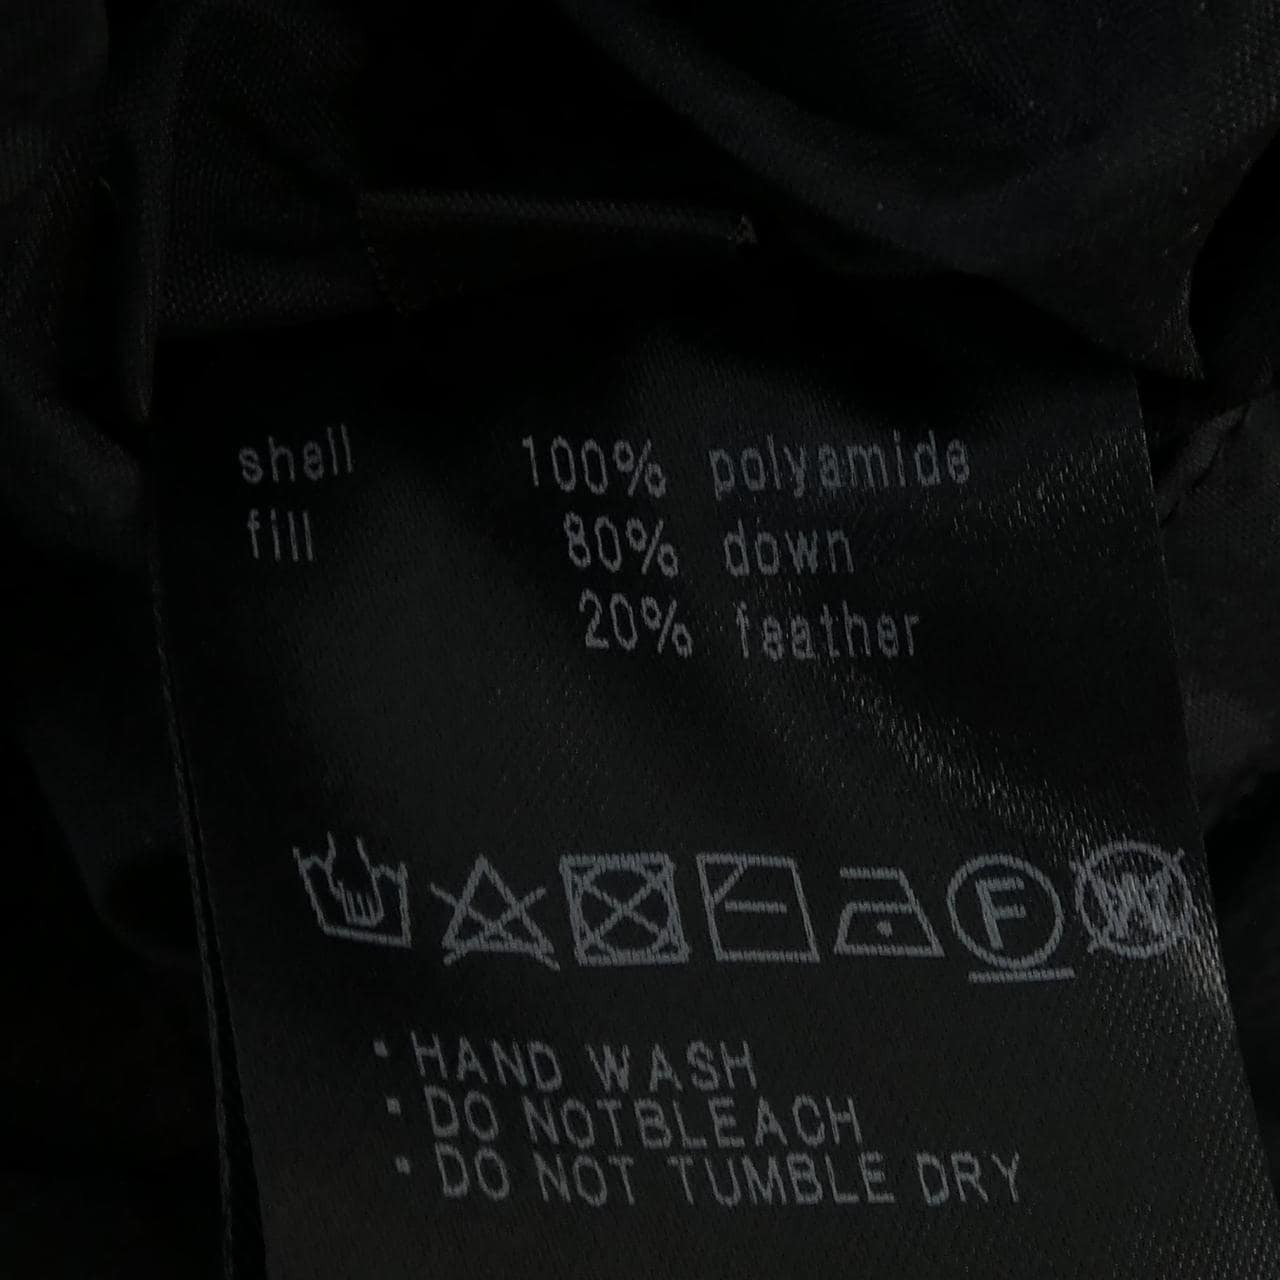 shell 100% polyamide
fill 80% down
20% feather
F W
• HAND WASH
• DO NOTBLEACH
• DO NOT TUMBLE DRY